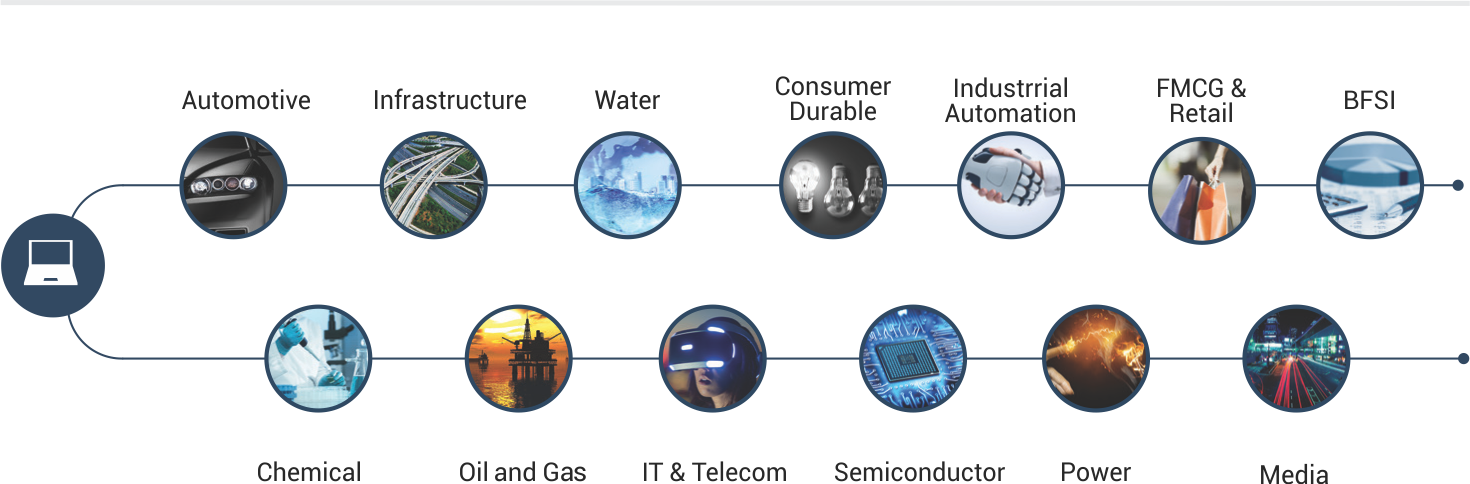 Automotive
Infrastructure
Water
Consumer
Durable
Industrrial
Automation
FMCG &
Retail
BFSI
Chemical
Oil and Gas
IT & Telecom
Semiconductor
Power
Media